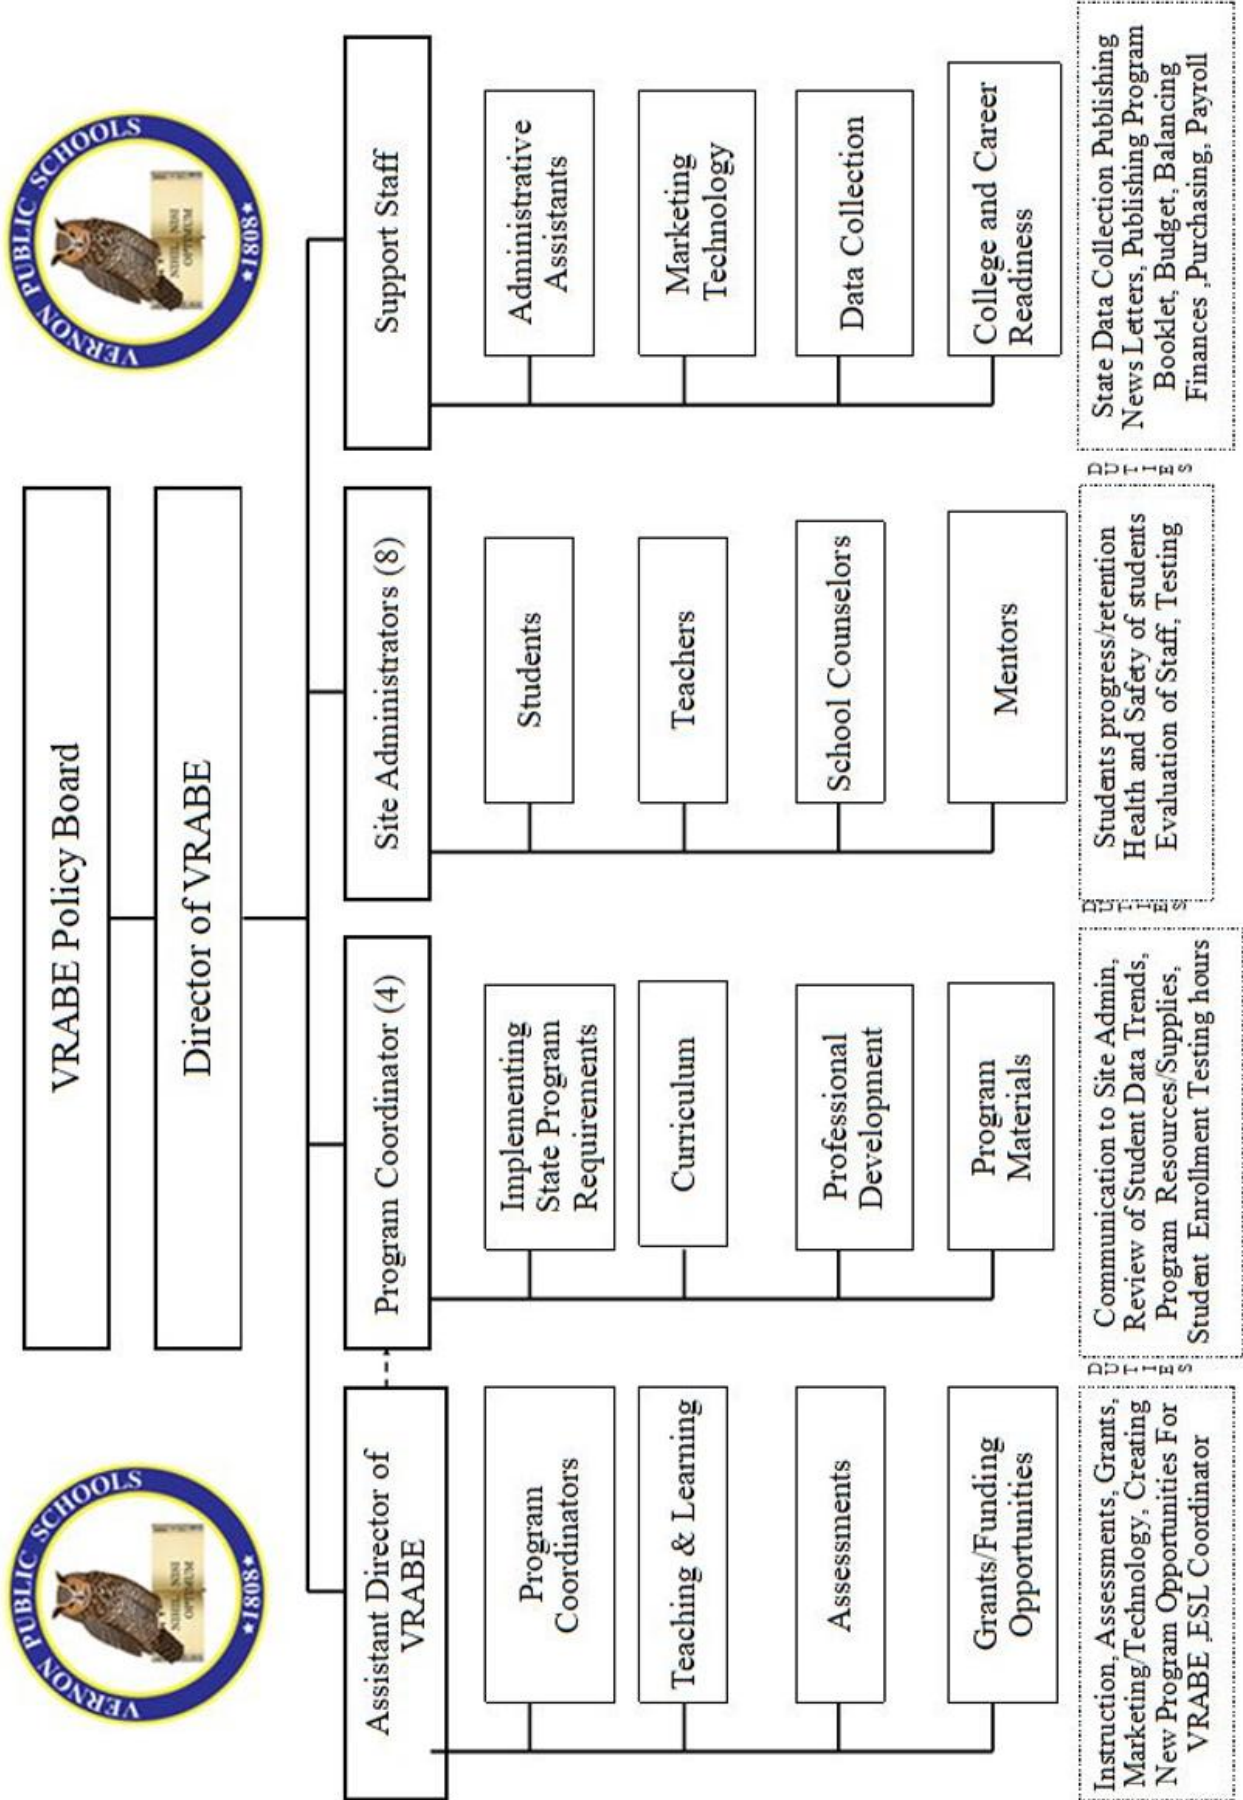 VERNON PUBLIC SCHOOLS
★1808★
NIHIL NISI
OPTIMUM
VRABE Policy Board
Director of VRABE
VERNON PUBLIC SCHOOLS
★1808★
NIHIL NISI
OPTIMUM
Assistant Director of
VRABE
Program Coordinators
Teaching & Learning
Assessments
Grants/Funding
Opportunities
Instruction, Assessments, Grants,
Marketing/Technology, Creating
New Program Opportunities For
VRABE ,ESL Coordinator
DUTIES
Program Coordinator (4)
Implementing
State Program
Requirements
Curriculum
Professional
Development
Program
Materials
Communication to Site Admin,
Review of Student Data Trends,
Program Resources/Supplies,
Student Enrollment Testing hours
DUTIES
Site Administrators (8)
Students
Teachers
School Counselors
Mentors
Students progress/retention
Health and Safety of students
Evaluation of Staff, Testing
DUTIES
Support Staff
Administrative
Assistants
Marketing
Technology
Data Collection
College and Career
Readiness
State Data Collection Publishing
News Letters, Publishing Program
Booklet, Budget, Balancing
Finances ,Purchasing, Payroll